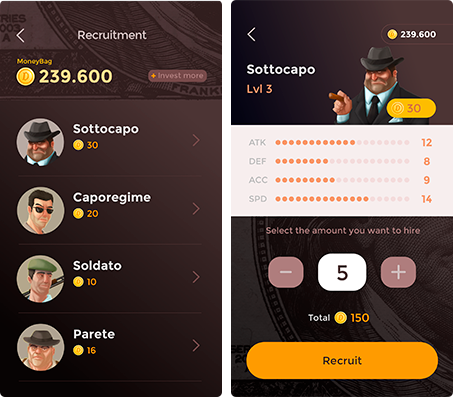 Recruitment
MoneyBag
239.600
+ Invest more
FRANK
Sottocapo
30
Caporegime
20
Soldato
10
Parete
16
239.600
Sottocapo
Lvl 3
30
ATK 12
DEF 8
ACC 9
SPD 14
Select the amount you want to hire
− 5 +
Total 150
Recruit